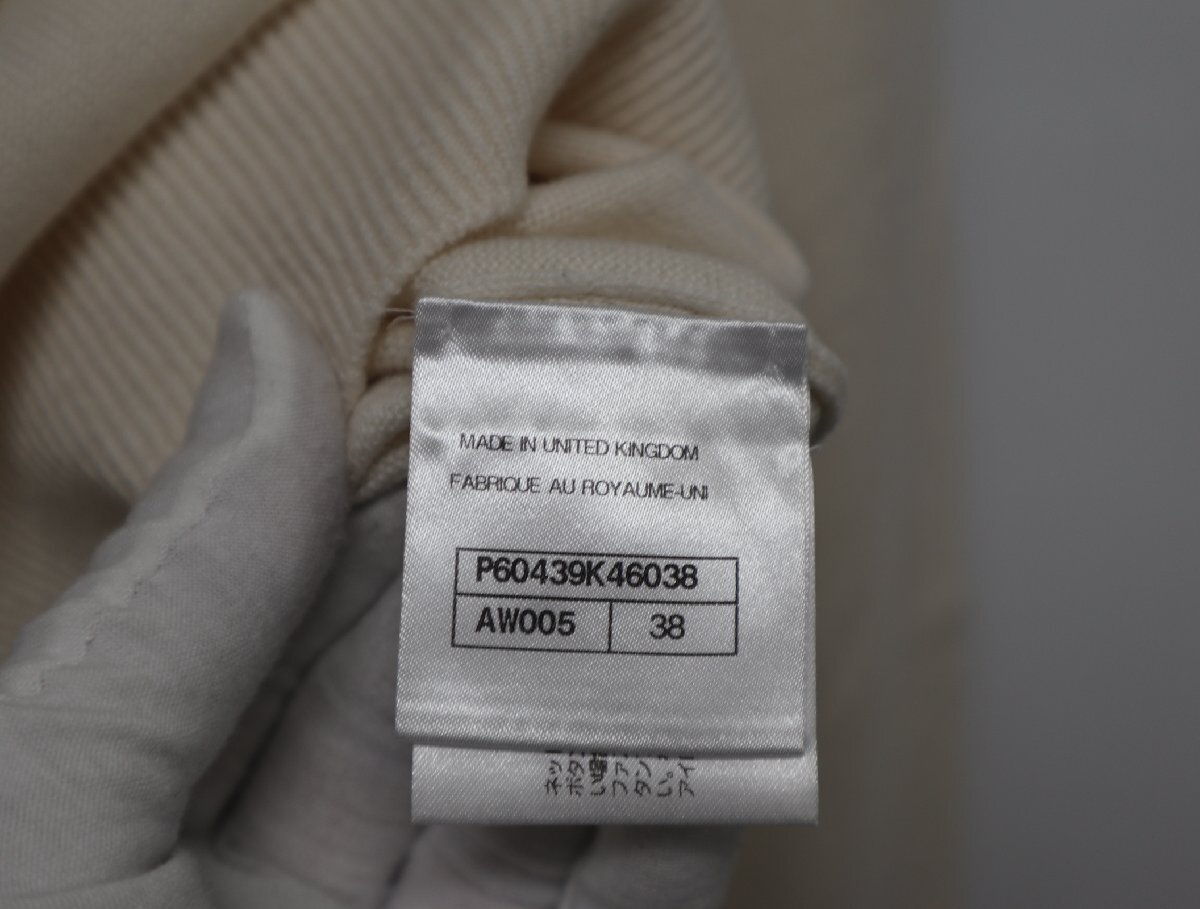 MADE IN UNITED KINGDOM
FABRIQUE AU ROYAUME-UNI
P60439K46038
AW005 38